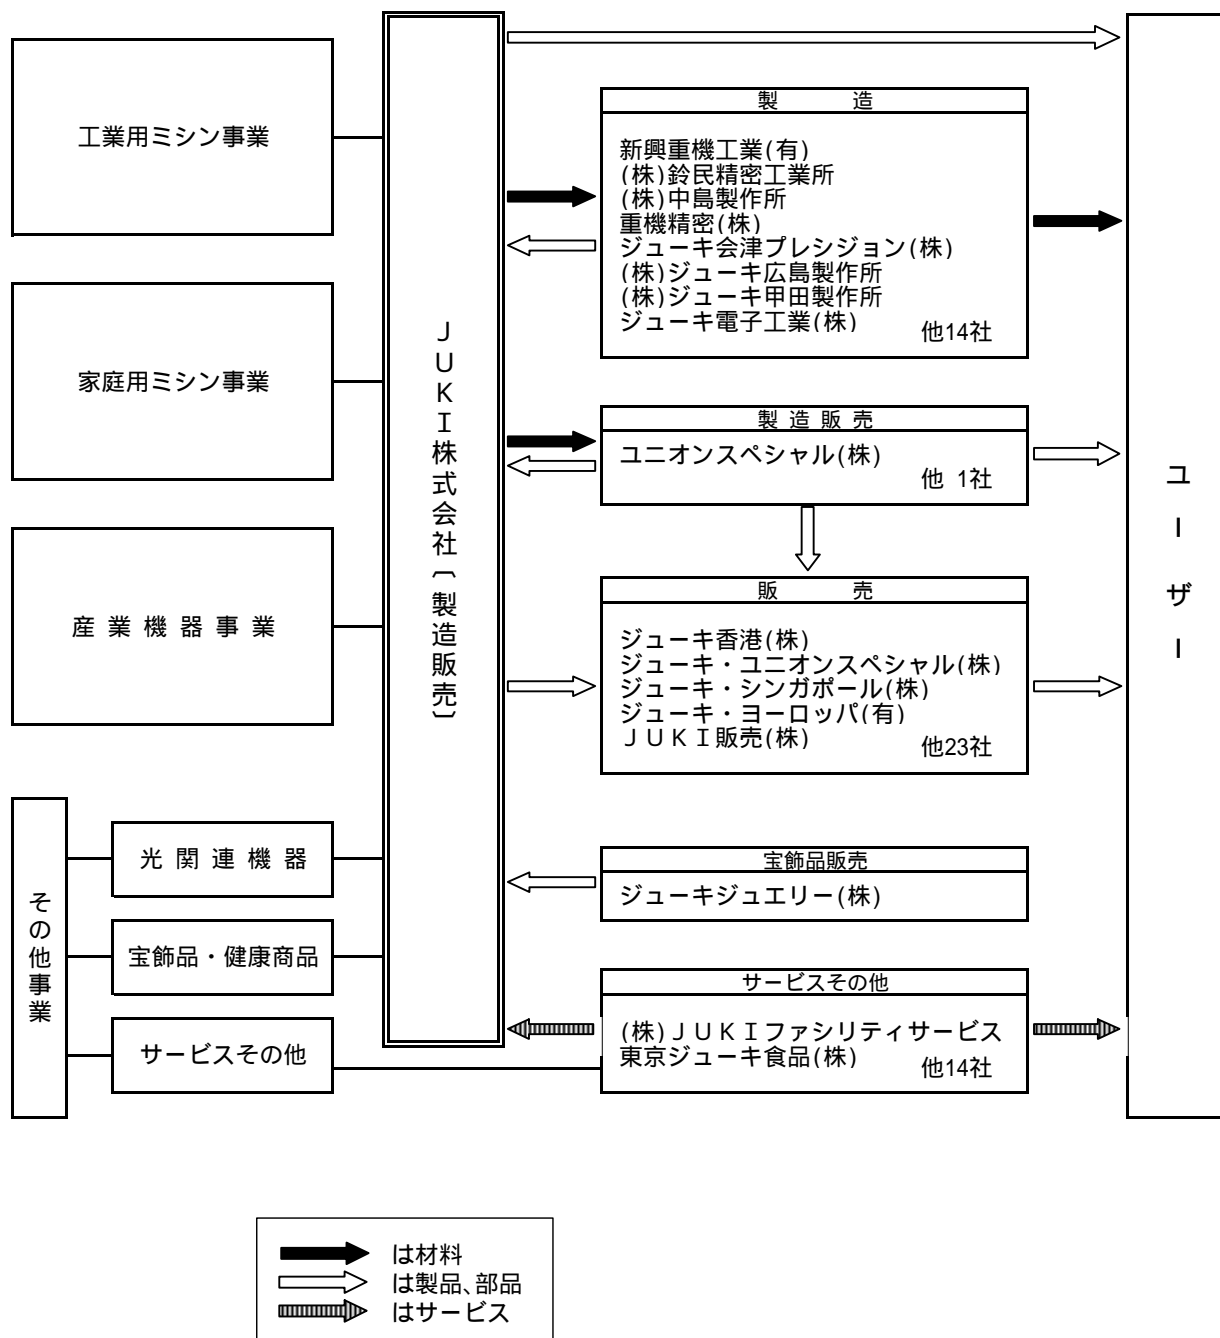 工業用ミシン事業
家庭用ミシン事業
産業機器事業
その他事業
光関連機器
宝飾品・健康商品
サービスその他
ＪＵＫＩ株式会社〔製造販売〕
製造
新興重機工業(有)
(株)鈴民精密工業所
(株)中島製作所
重機精密(株)
ジューキ会津プレシジョン(株)
(株)ジューキ広島製作所
(株)ジューキ甲田製作所
ジューキ電子工業(株) 他14社
製造販売
ユニオンスペシャル(株)
他 1社
販売
ジューキ香港(株)
ジューキ・ユニオンスペシャル(株)
ジューキ・シンガポール(株)
ジューキ・ヨーロッパ(有)
ＪＵＫＩ販売(株) 他23社
宝飾品販売
ジューキジュエリー(株)
サービスその他
(株)ＪＵＫＩファシリティサービス
東京ジューキ食品(株) 他14社
ユーザー
は材料
は製品、部品
はサービス